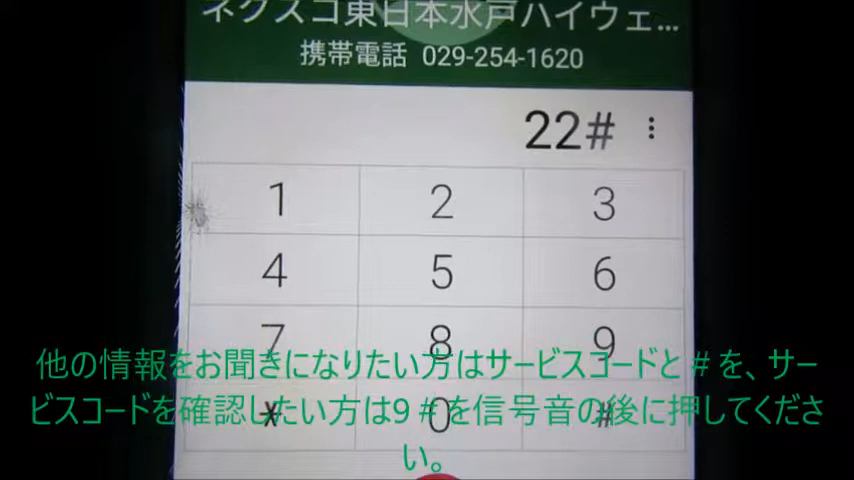 ネクスコ東日本水戸ハイウェ...
携帯電話 029-254-1620
22#
1 2 3
4 5 6
7 8 9
* 0 #
他の情報をお聞きになりたい方はサービスコードと＃を、サー
ビスコードを確認したい方は9＃を信号音の後に押してくださ
い。